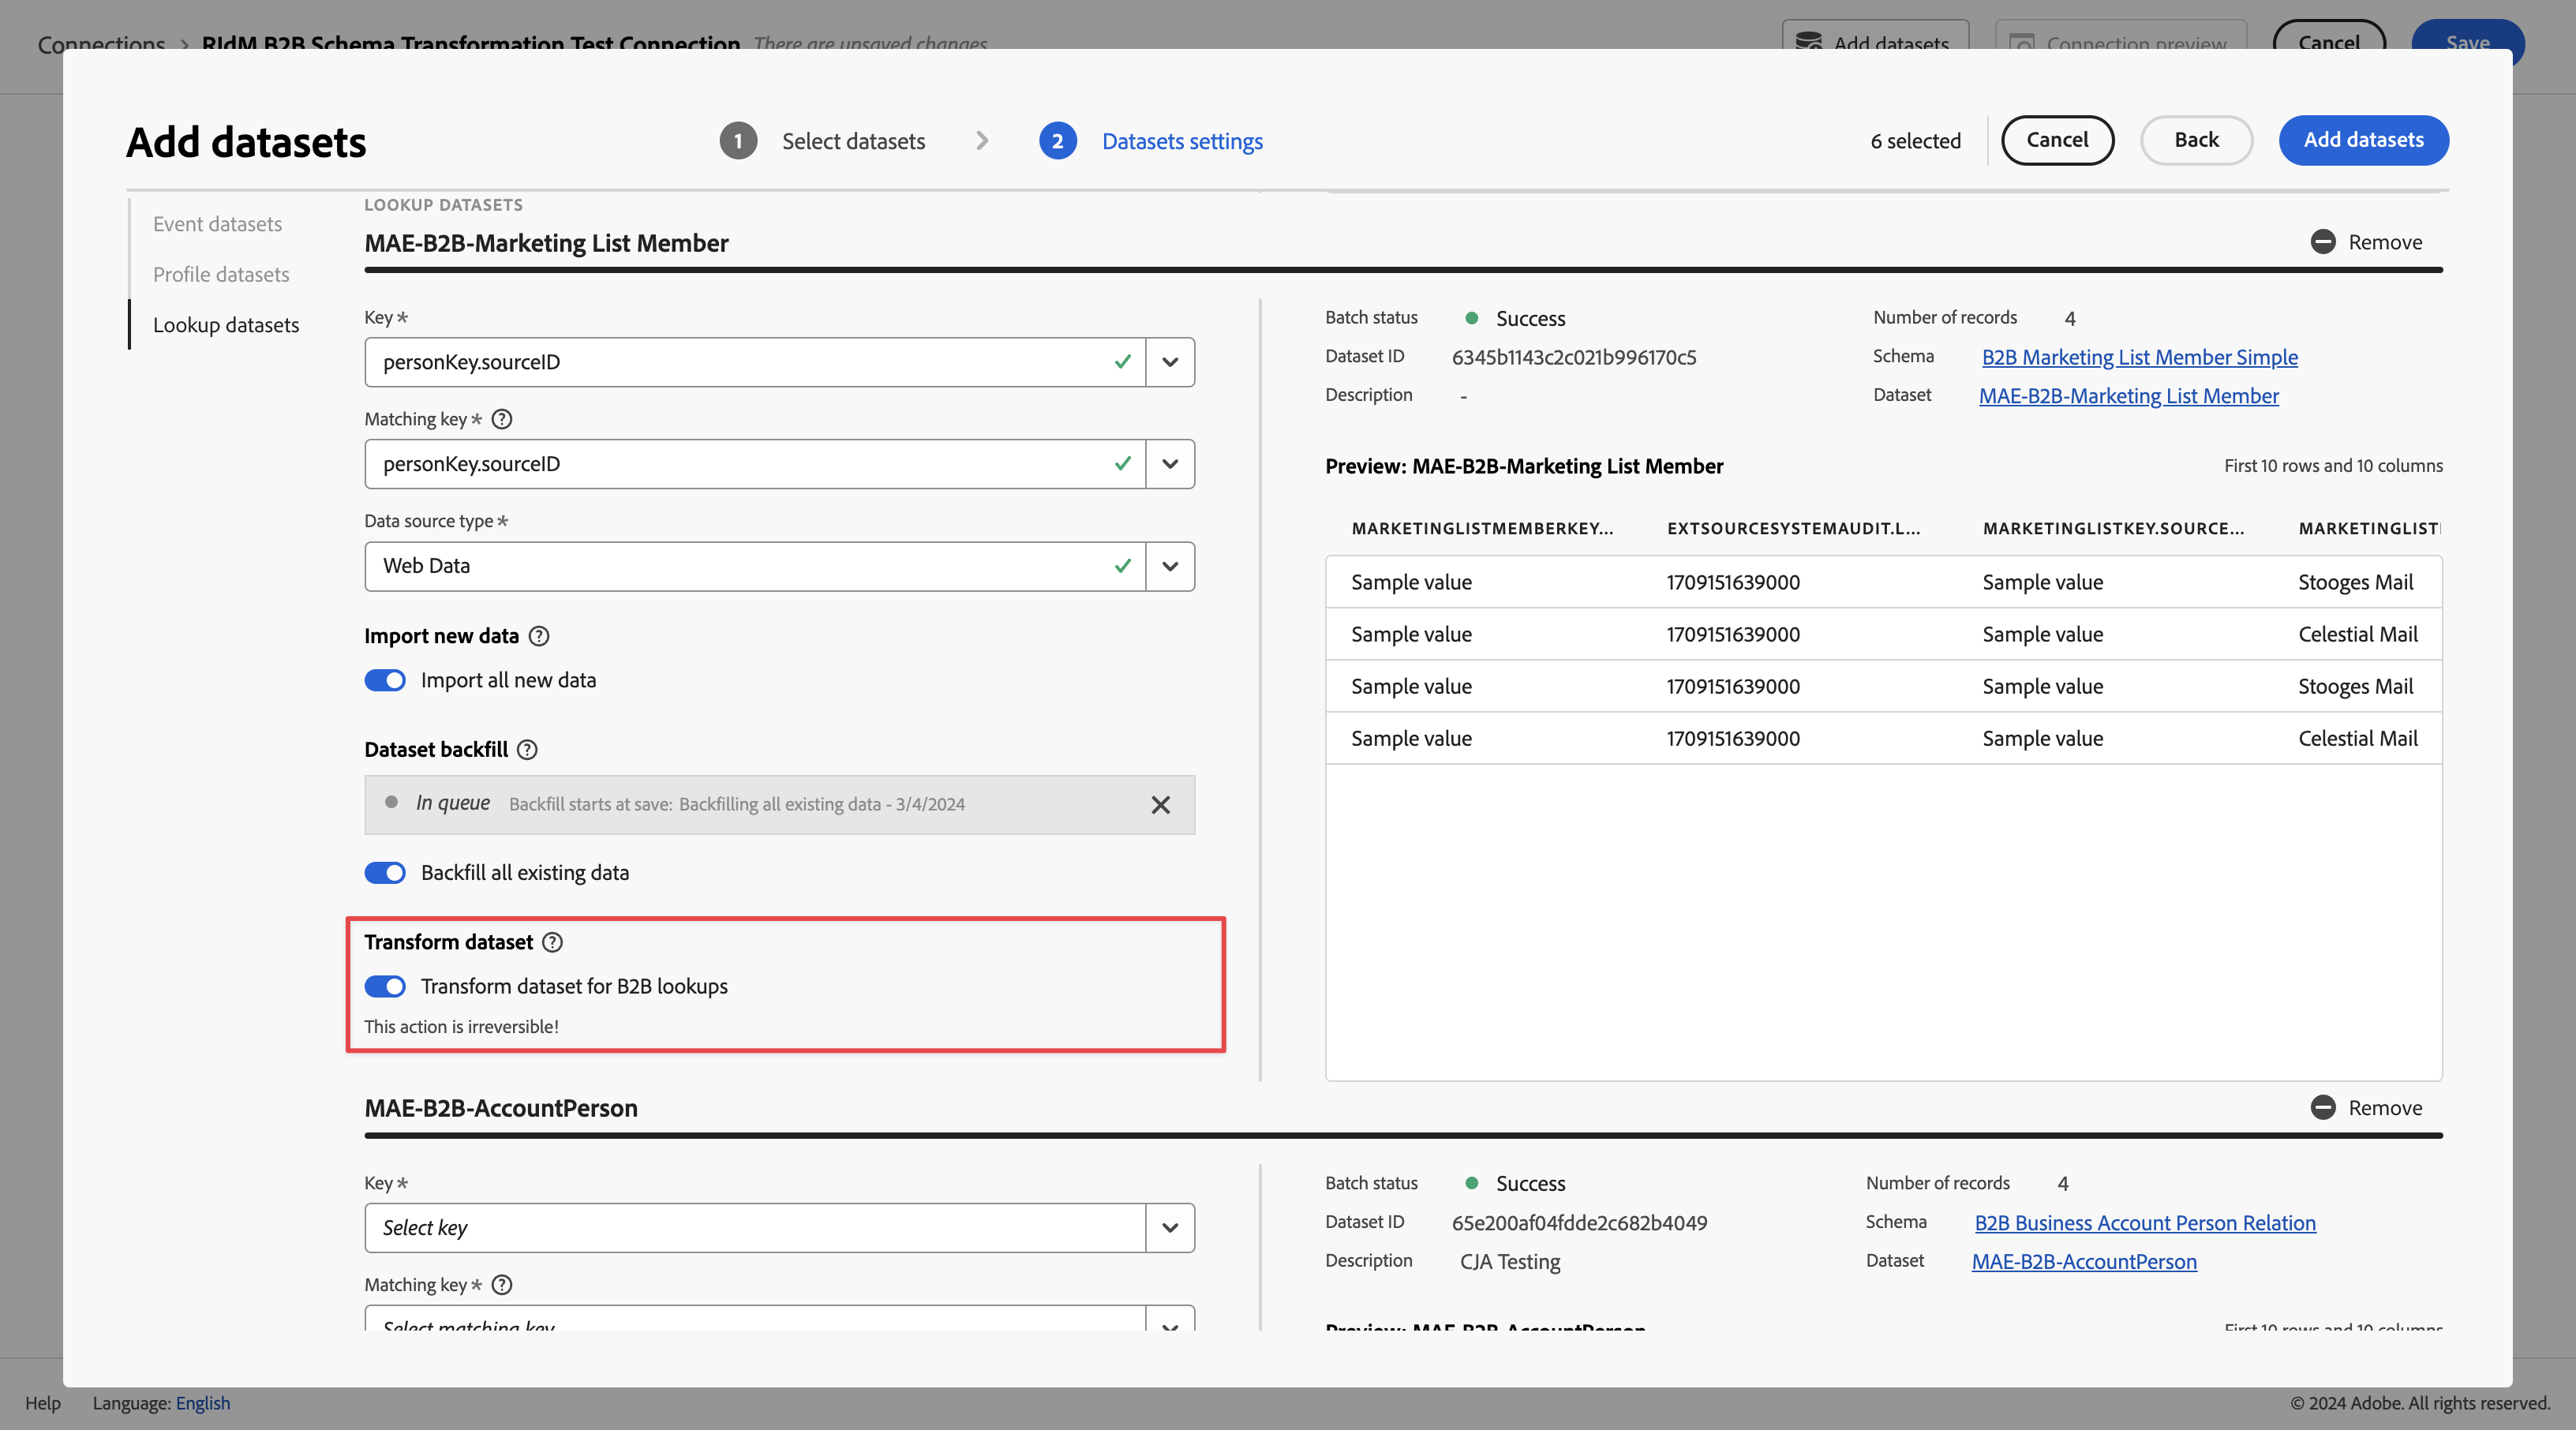 Connections > RIdM B2B Schema Transformation Test Connection There are unsaved changes
Add datasets
Connection preview
Cancel
Save
Add datasets
1 Select datasets
2 Datasets settings
6 selected
Cancel
Back
Add datasets
Event datasets
Profile datasets
Lookup datasets
LOOKUP DATASETS
MAE-B2B-Marketing List Member
Remove
Key *
personKey.sourceID
Matching key *
personKey.sourceID
Data source type *
Web Data
Import new data
Import all new data
Dataset backfill
In queue Backfill starts at save: Backfilling all existing data - 3/4/2024
Backfill all existing data
Transform dataset
Transform dataset for B2B lookups
This action is irreversible!
Batch status Success
Number of records 4
Dataset ID 6345b1143c2c021b996170c5
Schema B2B Marketing List Member Simple
Description -
Dataset MAE-B2B-Marketing List Member
Preview: MAE-B2B-Marketing List Member
First 10 rows and 10 columns
MARKETINGLISTMEMBERKEY... EXTSOURCESYSTEMAUDIT.L... MARKETINGLISTKEY.SOURCE... MARKETINGLIST
Sample value 1709151639000 Sample value Stooges Mail
Sample value 1709151639000 Sample value Celestial Mail
Sample value 1709151639000 Sample value Stooges Mail
Sample value 1709151639000 Sample value Celestial Mail
MAE-B2B-AccountPerson
Remove
Key *
Select key
Matching key *
Select matching key
Batch status Success
Number of records 4
Dataset ID 65e200af04fdde2c682b4049
Schema B2B Business Account Person Relation
Description CJA Testing
Dataset MAE-B2B-AccountPerson
Preview: MAE-B2B-AccountPerson
First 10 rows and 10 columns
Help
Language: English
© 2024 Adobe. All rights reserved.